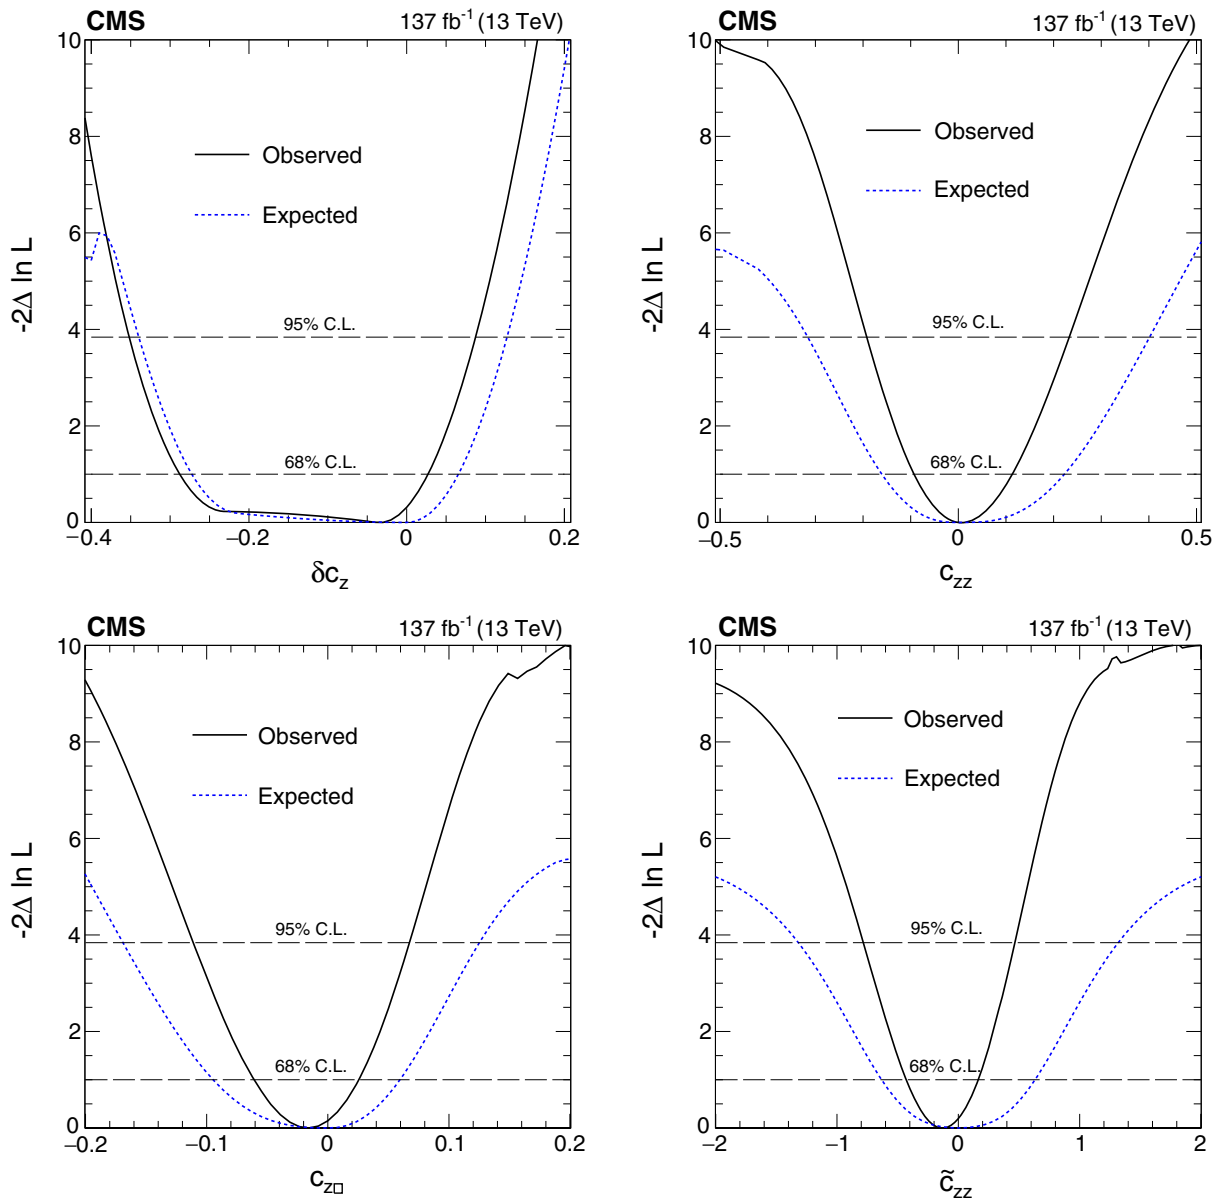 CMS 137 fb⁻¹ (13 TeV)
10
8
6
4
2
0
-2Δ ln L
Observed
Expected
95% C.L.
68% C.L.
−0.4 −0.2 0 0.2
δc_z
CMS 137 fb⁻¹ (13 TeV)
10
8
6
4
2
0
-2Δ ln L
Observed
Expected
95% C.L.
68% C.L.
−0.5 0 0.5
c_zz
CMS 137 fb⁻¹ (13 TeV)
10
8
6
4
2
0
-2Δ ln L
Observed
Expected
95% C.L.
68% C.L.
−0.2 −0.1 0 0.1 0.2
c_z□
CMS 137 fb⁻¹ (13 TeV)
10
8
6
4
2
0
-2Δ ln L
Observed
Expected
95% C.L.
68% C.L.
−2 −1 0 1 2
c̃_zz